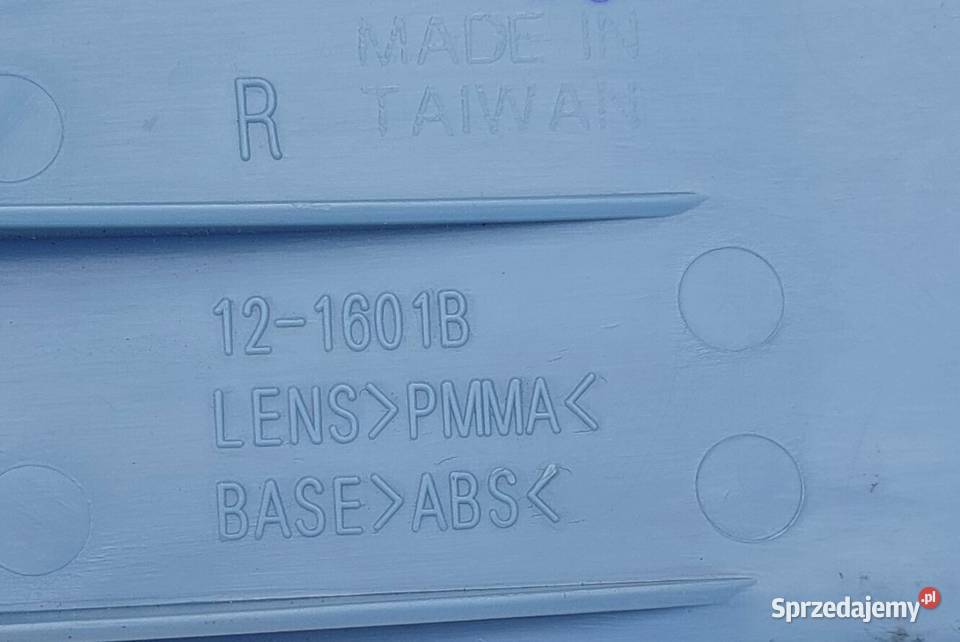 MADE IN
TAIWAN
R
12-1601B
LENS>PMMA<
BASE>ABS<
Sprzedajemy.pl